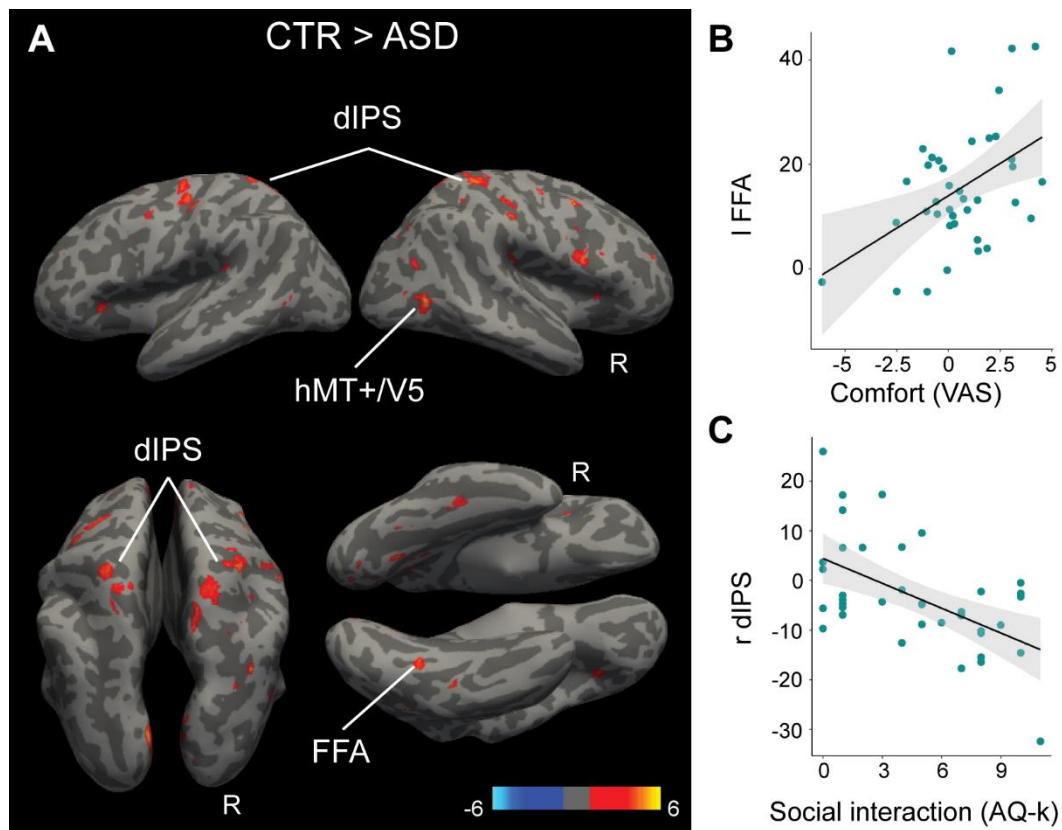 A
CTR > ASD
dIPS
hMT+/V5
R
dIPS
R
FFA
R
-6
6
B
40
20
0
l FFA
-5
-2.5
0
2.5
5
Comfort (VAS)
C
20
10
0
-10
-20
-30
r dIPS
0
3
6
9
Social interaction (AQ-k)